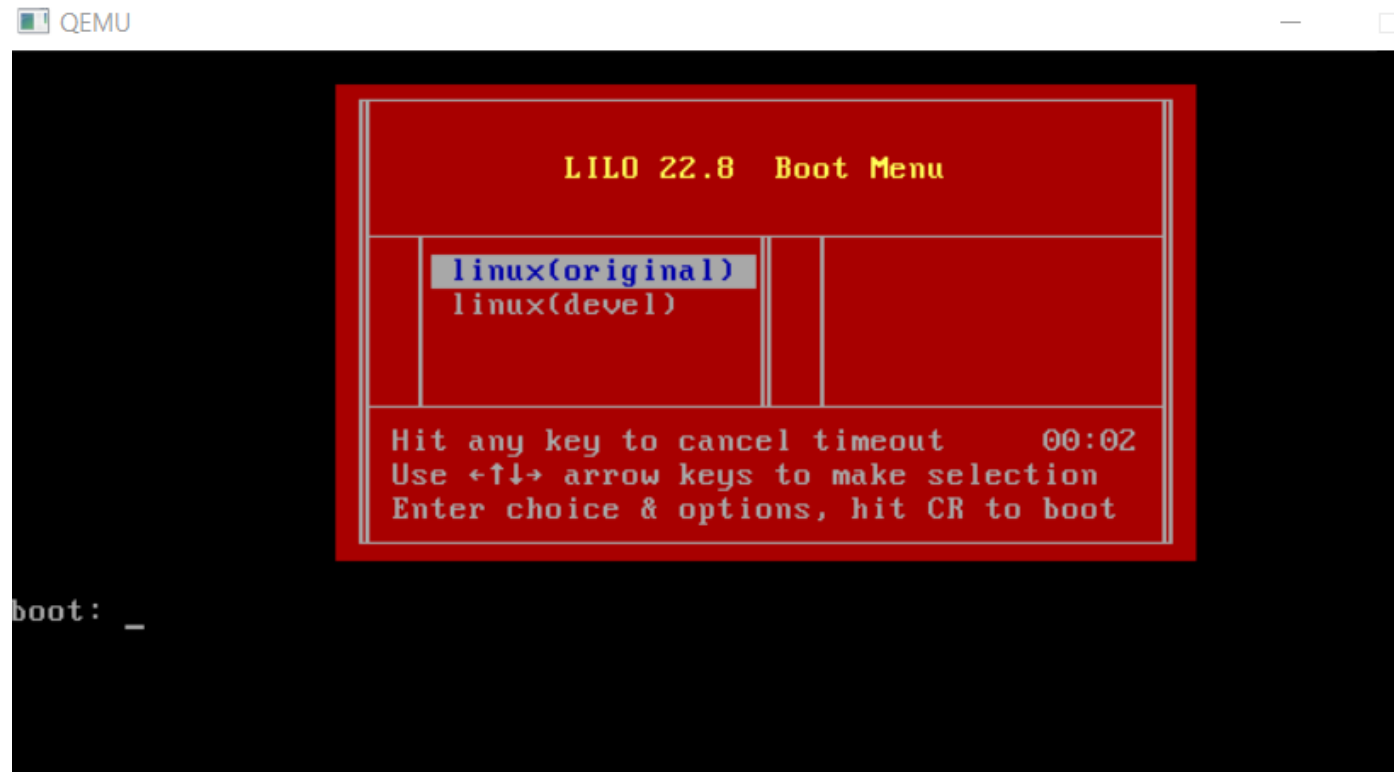 QEMU
LILO 22.8 Boot Menu
linux(original)
linux(devel)
Hit any key to cancel timeout 00:02
Use ←↑↓→ arrow keys to make selection
Enter choice & options, hit CR to boot
boot: _